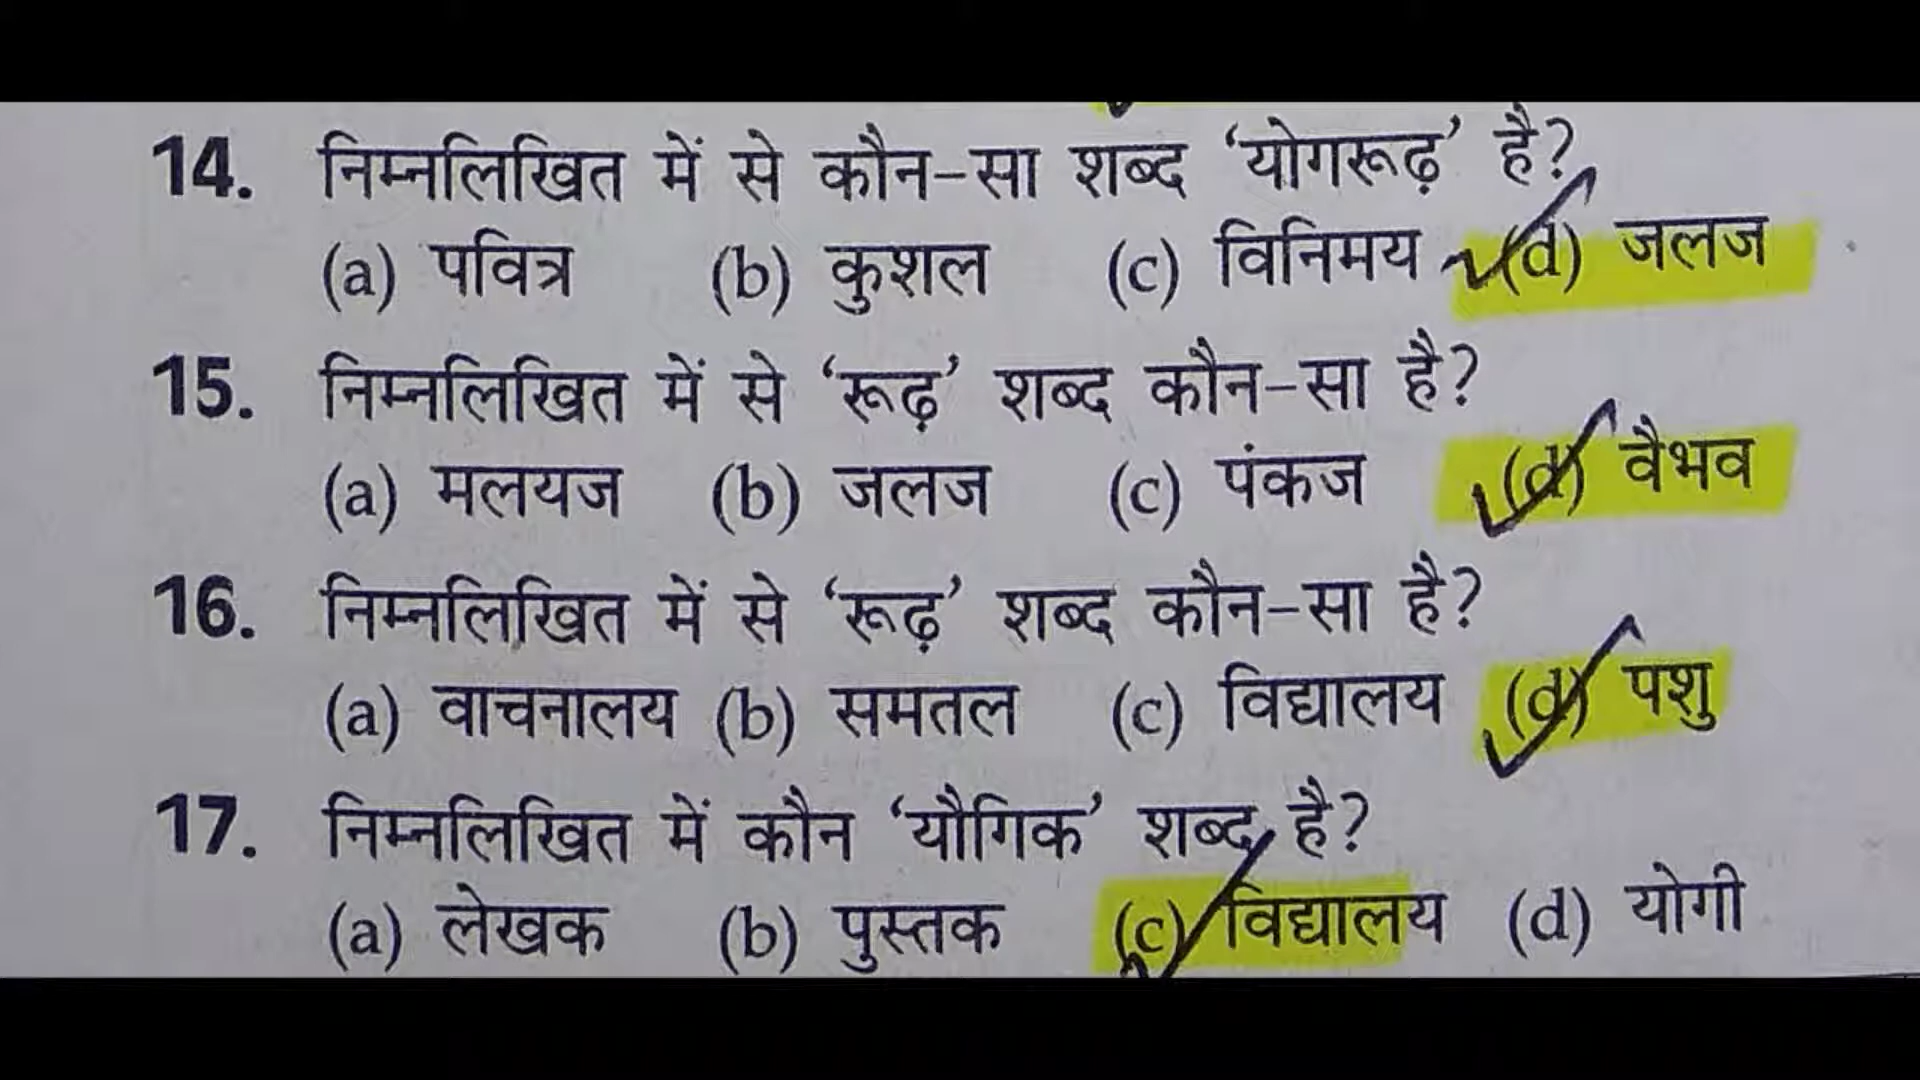 14. निम्नलिखित में से कौन-सा शब्द ‘योगरूढ़’ है?
(a) पवित्र (b) कुशल (c) विनिमय (d) जलज
15. निम्नलिखित में से ‘रूढ़’ शब्द कौन-सा है?
(a) मलयज (b) जलज (c) पंकज (d) वैभव
16. निम्नलिखित में से ‘रूढ़’ शब्द कौन-सा है?
(a) वाचनालय (b) समतल (c) विद्यालय (d) पशु
17. निम्नलिखित में कौन ‘यौगिक’ शब्द है?
(a) लेखक (b) पुस्तक (c) विद्यालय (d) योगी